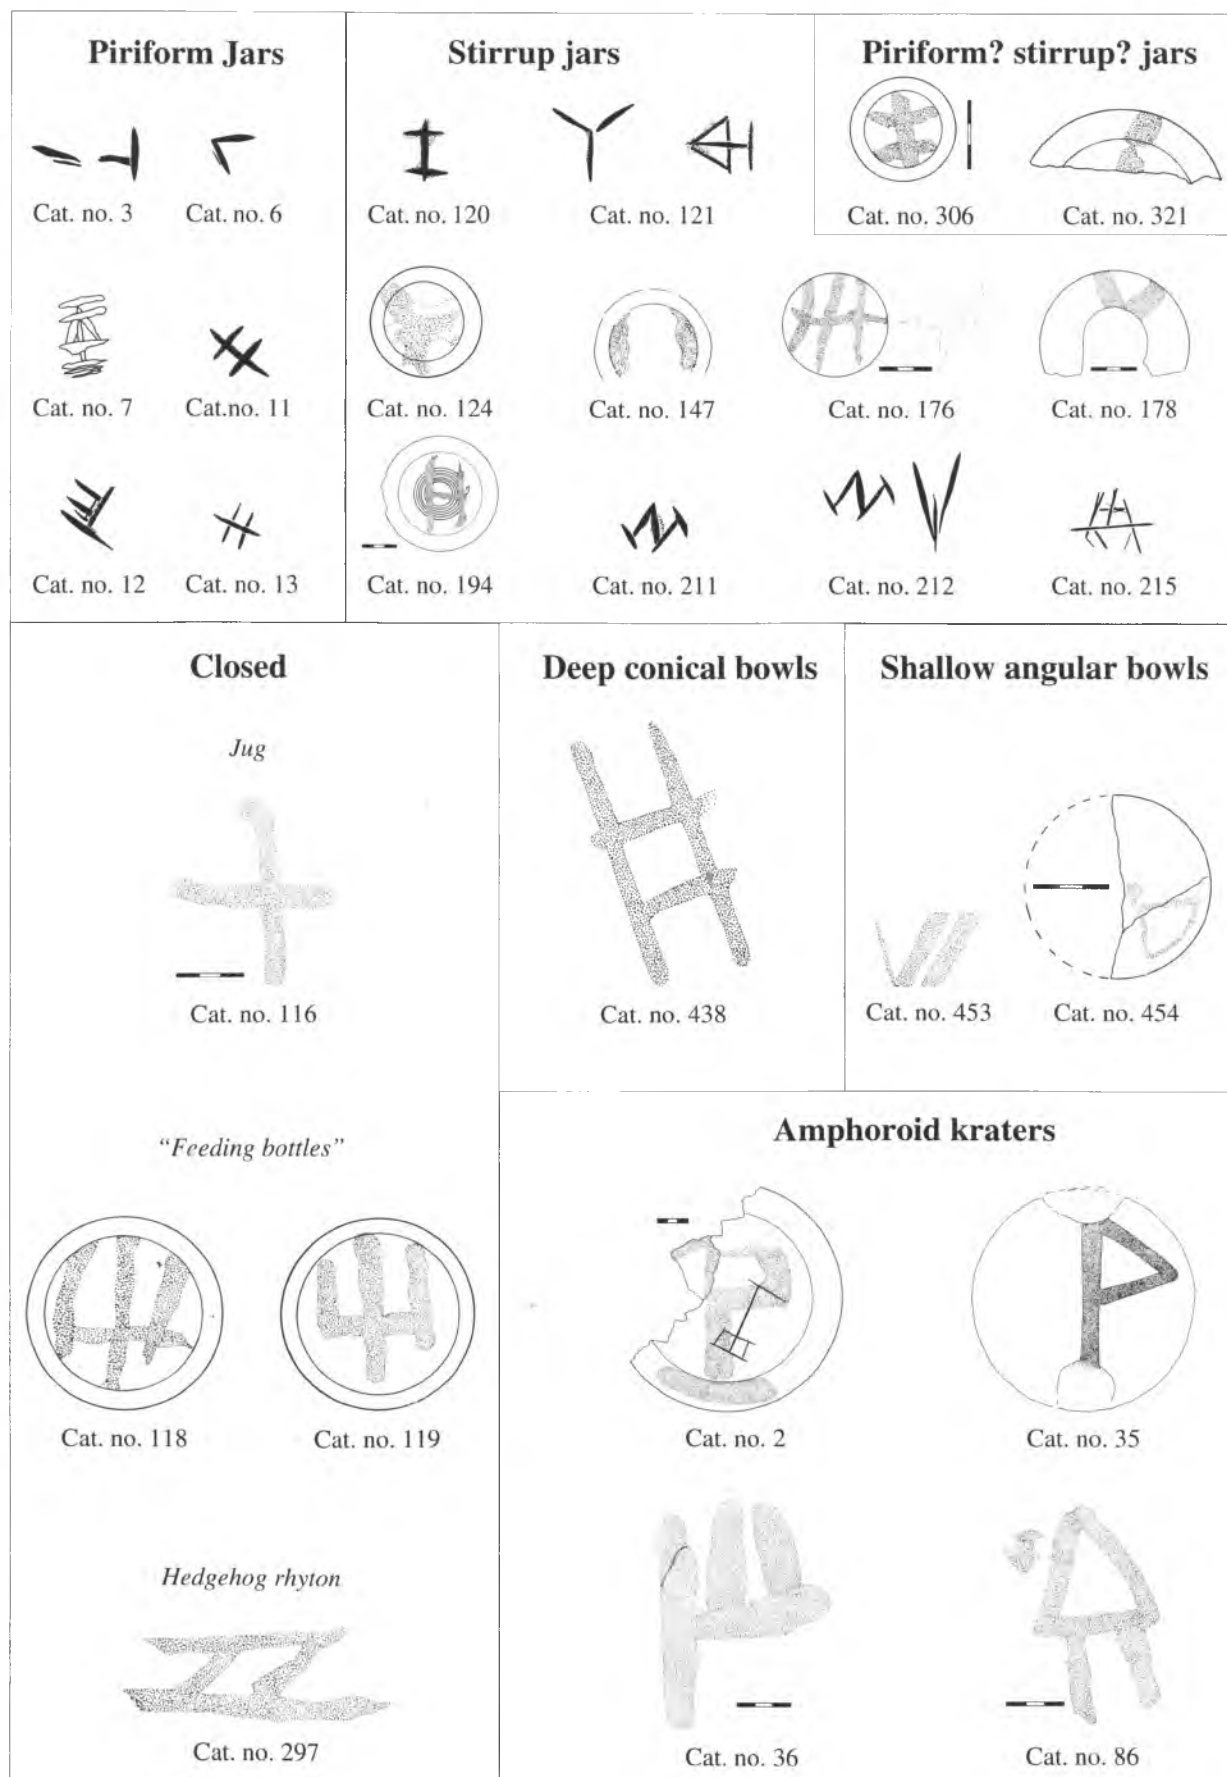 Piriform Jars
Cat. no. 3 Cat. no. 6
Cat. no. 7 Cat.no. 11
Cat. no. 12 Cat. no. 13
Stirrup jars
Cat. no. 120 Cat. no. 121
Cat. no. 124 Cat. no. 147 Cat. no. 176 Cat. no. 178
Cat. no. 194 Cat. no. 211 Cat. no. 212 Cat. no. 215
Piriform? stirrup? jars
Cat. no. 306 Cat. no. 321
Closed
Jug
Cat. no. 116
“Feeding bottles”
Cat. no. 118 Cat. no. 119
Hedgehog rhyton
Cat. no. 297
Deep conical bowls
Cat. no. 438
Shallow angular bowls
Cat. no. 453 Cat. no. 454
Amphoroid kraters
Cat. no. 2 Cat. no. 35
Cat. no. 36 Cat. no. 86